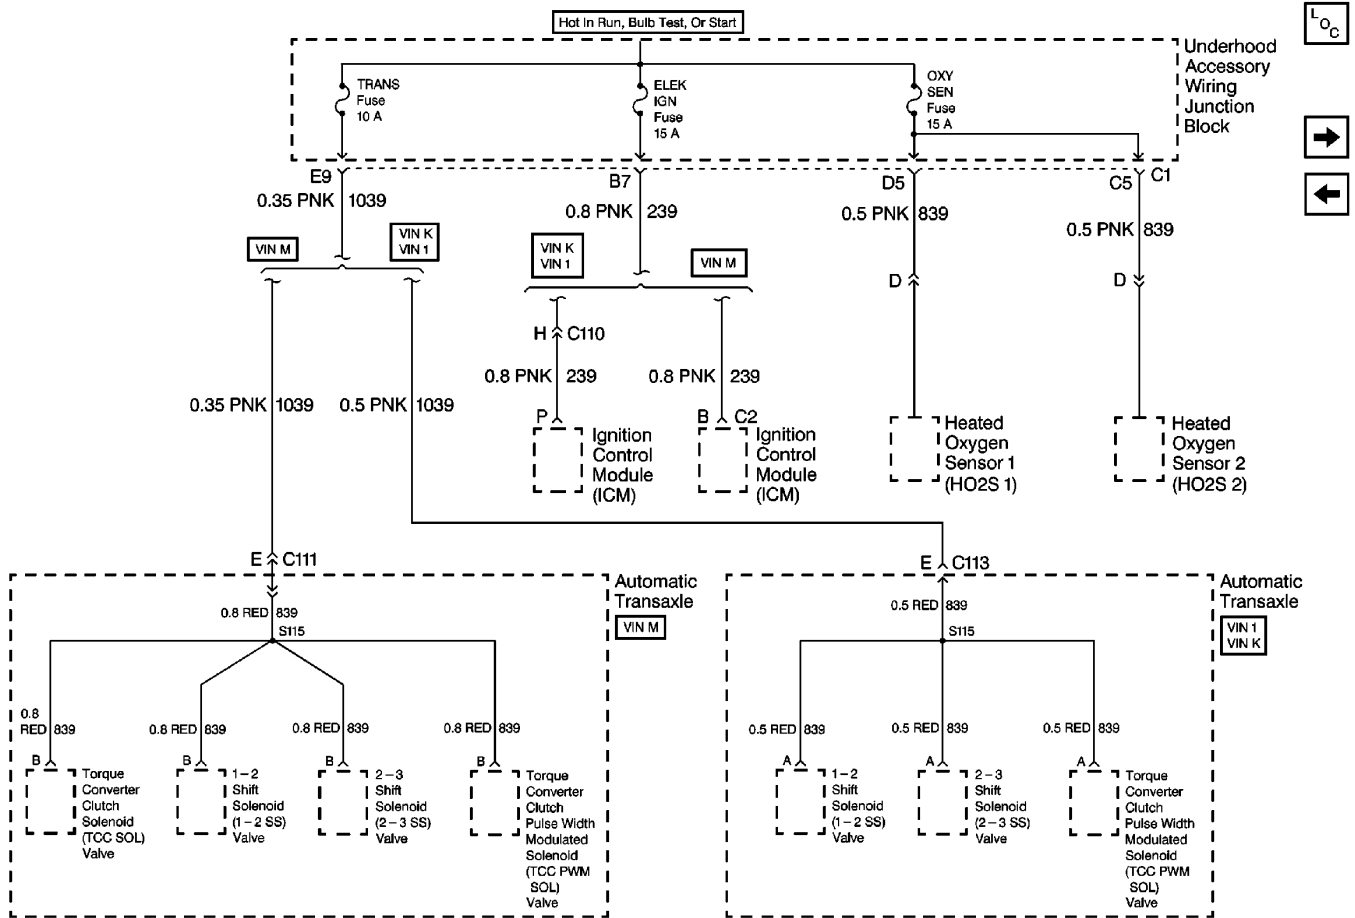 Hot In Run, Bulb Test, Or Start
LOC
Underhood
Accessory
Wiring
Junction
Block
TRANS
Fuse
10 A
ELEK
IGN
Fuse
15 A
OXY
SEN
Fuse
15 A
E9
B7
D5
C5
C1
0.35 PNK 1039
0.8 PNK 239
0.5 PNK 839
0.5 PNK 839
VIN M
VIN K
VIN 1
VIN K
VIN 1
VIN M
D
D
H C110
0.8 PNK 239
0.8 PNK 239
0.35 PNK 1039
0.5 PNK 1039
P
B C2
Ignition
Control
Module
(ICM)
Ignition
Control
Module
(ICM)
Heated
Oxygen
Sensor 1
(HO2S 1)
Heated
Oxygen
Sensor 2
(HO2S 2)
E C111
E C113
Automatic
Transaxle
VIN M
Automatic
Transaxle
VIN 1
VIN K
0.8 RED 839
S115
0.5 RED 839
S115
0.8
RED 839
0.8 RED 839
0.8 RED 839
0.8 RED 839
0.5 RED 839
0.5 RED 839
0.5 RED 839
B
B
B
B
A
A
A
Torque
Converter
Clutch
Solenoid
(TCC SOL)
Valve
1–2
Shift
Solenoid
(1–2 SS)
Valve
2–3
Shift
Solenoid
(2–3 SS)
Valve
Torque
Converter
Clutch
Pulse Width
Modulated
Solenoid
(TCC PWM
SOL)
Valve
1–2
Shift
Solenoid
(1–2 SS)
Valve
2–3
Shift
Solenoid
(2–3 SS)
Valve
Torque
Converter
Clutch
Pulse Width
Modulated
Solenoid
(TCC PWM
SOL)
Valve